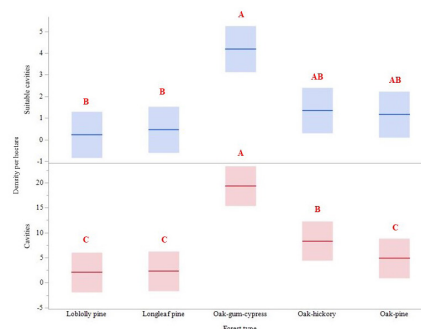 Density per hectare
Suitable cavities
5
4
3
2
1
0
-1
B
B
A
AB
AB
Cavities
20
15
10
5
0
-5
C
C
A
B
C
Loblolly pine
Longleaf pine
Oak-gum-cypress
Oak-hickory
Oak-pine
Forest type